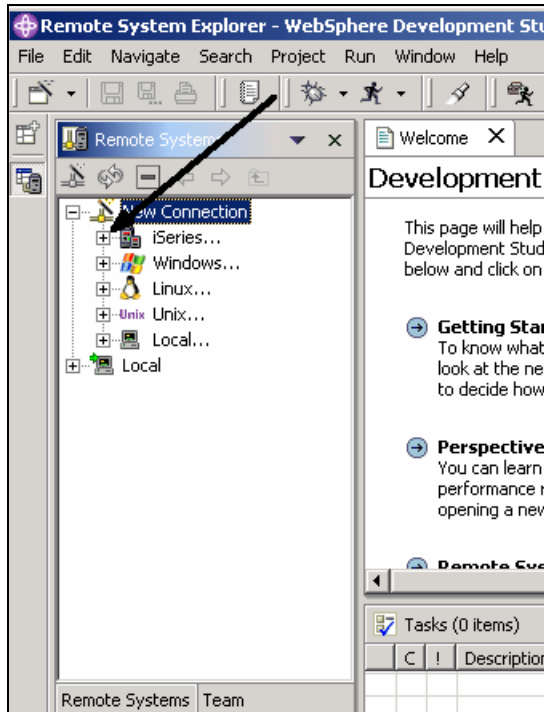 Remote System Explorer - WebSphere Development Stu
File Edit Navigate Search Project Run Window Help
Remote Syste
Welcome
Development
This page will help
Development Stud
below and click on
New Connection
iSeries...
Windows...
Linux...
Unix Unix...
Local...
Local
Getting Star
To know what
look at the ne
to decide how
Perspective
You can learn
performance r
opening a new
Remote Sys
Tasks (0 items)
C ! Description
Remote Systems Team